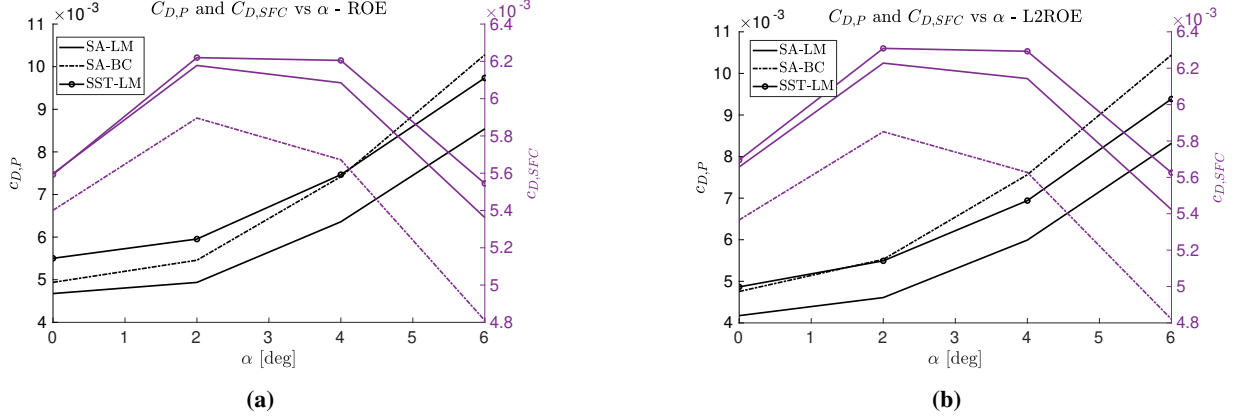 C_{D,P} and C_{D,SFC} vs α - ROE
×10^{-3}
×10^{-3}
SA-LM
SA-BC
SST-LM
11
10
9
8
7
6
5
4
c_{D,P}
6.4
6.2
6
5.8
5.6
5.4
5.2
5
4.8
c_{D,SFC}
0 1 2 3 4 5 6
α [deg]
(a)
C_{D,P} and C_{D,SFC} vs α - L2ROE
×10^{-3}
×10^{-3}
SA-LM
SA-BC
SST-LM
11
10
9
8
7
6
5
4
c_{D,P}
6.4
6.2
6
5.8
5.6
5.4
5.2
5
4.8
c_{D,SFC}
0 1 2 3 4 5 6
α [deg]
(b)